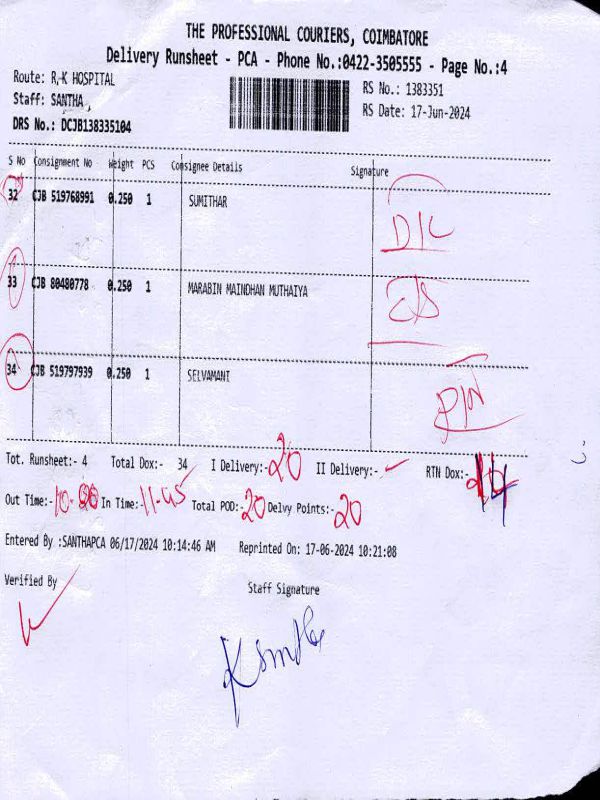 THE PROFESSIONAL COURIERS, COIMBATORE
Delivery Runsheet - PCA - Phone No.:0422-3505555 - Page No.:4
Route: R.K HOSPITAL
RS No.: 1383351
Staff: SANTHA
RS Date: 17-Jun-2024
DRS No.: DCJB138335104
S No Consignment No Weight PCS Consignee Details Signature
32 CJB 519768991 0.250 1 SUMITHAR
D/L
33 CJB 80480778 0.250 1 MARABIN MAINDHAN MUTHAIYA
34 CJB 519797939 0.250 1 SELVAMANI
Tot. Runsheet:- 4 Total Dox:- 34 I Delivery:- 20 II Delivery:- RTN Dox:- 14
Out Time:- 10. In Time:- 11-45 Total POD:- 20 Delvy Points:- 20
Entered By :SANTHAPCA 06/17/2024 10:14:46 AM Reprinted On: 17-06-2024 10:21:08
Verified By
Staff Signature